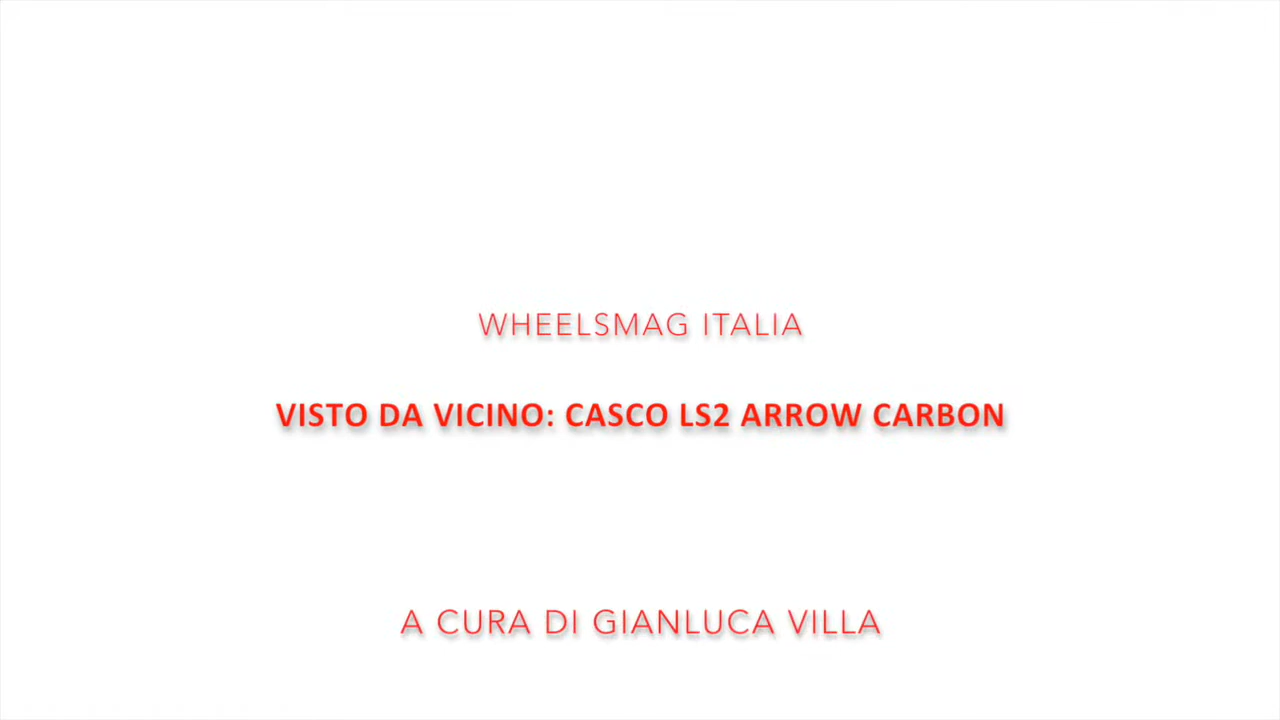 WHEELSMAG ITALIA
VISTO DA VICINO: CASCO LS2 ARROW CARBON
A CURA DI GIANLUCA VILLA